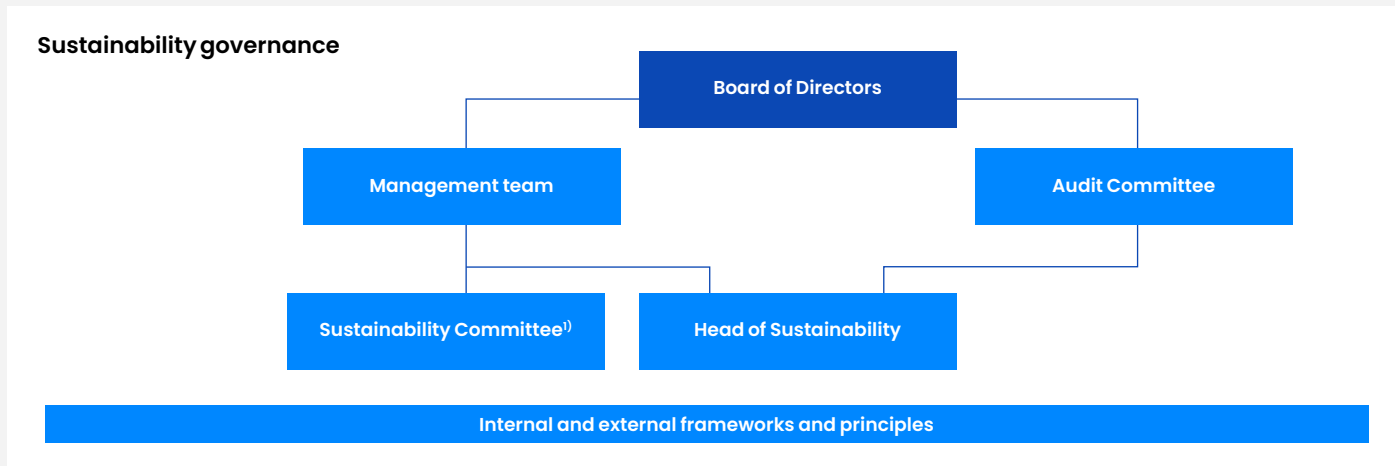 Sustainability governance
Board of Directors
Management team
Audit Committee
Sustainability Committee¹⁾
Head of Sustainability
Internal and external frameworks and principles